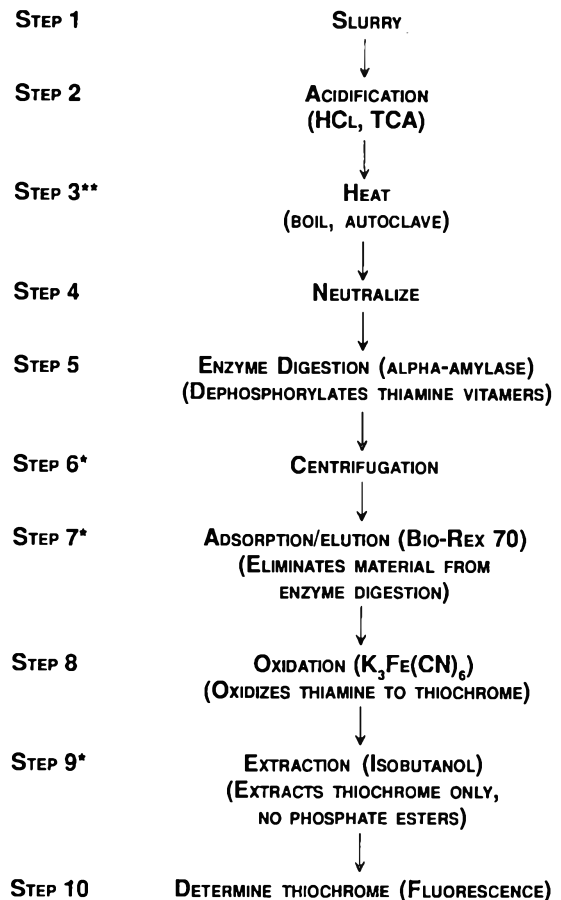 Step 1 Slurry
Step 2 Acidification
(HCl, TCA)
Step 3** Heat
(boil, autoclave)
Step 4 Neutralize
Step 5 Enzyme Digestion (alpha-amylase)
(Dephosphorylates thiamine vitamers)
Step 6* Centrifugation
Step 7* Adsorption/elution (Bio-Rex 70)
(Eliminates material from
enzyme digestion)
Step 8 Oxidation (K₃Fe(CN)₆)
(Oxidizes thiamine to thiochrome)
Step 9* Extraction (Isobutanol)
(Extracts thiochrome only,
no phosphate esters)
Step 10 Determine thiochrome (Fluorescence)